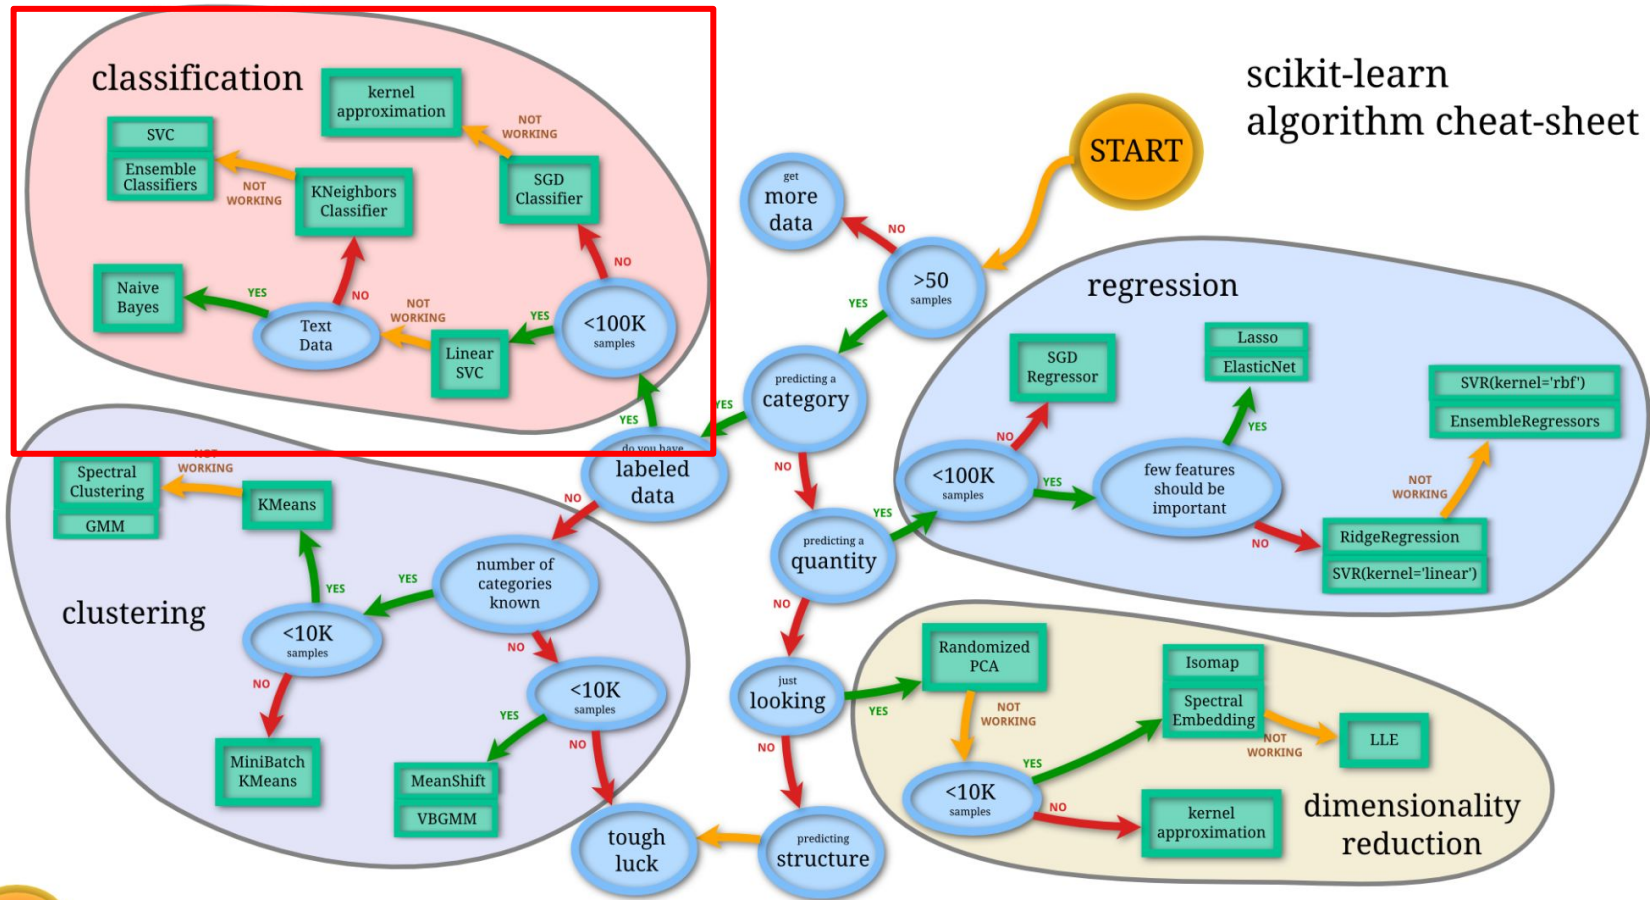 scikit-learn
algorithm cheat-sheet
START
classification
kernel
approximation
NOT
WORKING
SVC
Ensemble
Classifiers
NOT
WORKING
KNeighbors
Classifier
SGD
Classifier
NO
Naive
Bayes
YES
NO
Text
Data
NOT
WORKING
Linear
SVC
YES
<100K
samples
YES
get
more
data
NO
>50
samples
YES
predicting a
category
YES
NO
do you have
labeled
data
NO
predicting a
quantity
YES
NO
just
looking
YES
NO
predicting
structure
tough
luck
regression
SGD
Regressor
Lasso
ElasticNet
SVR(kernel='rbf')
EnsembleRegressors
NO
YES
<100K
samples
YES
few features
should be
important
NOT
WORKING
NO
RidgeRegression
SVR(kernel='linear')
clustering
Spectral
Clustering
GMM
NOT
WORKING
KMeans
YES
number of
categories
known
YES
NO
<10K
samples
NO
MiniBatch
KMeans
<10K
samples
YES
NO
MeanShift
VBGMM
Randomized
PCA
NOT
WORKING
Isomap
Spectral
Embedding
NOT
WORKING
LLE
YES
<10K
samples
NO
kernel
approximation
dimensionality
reduction